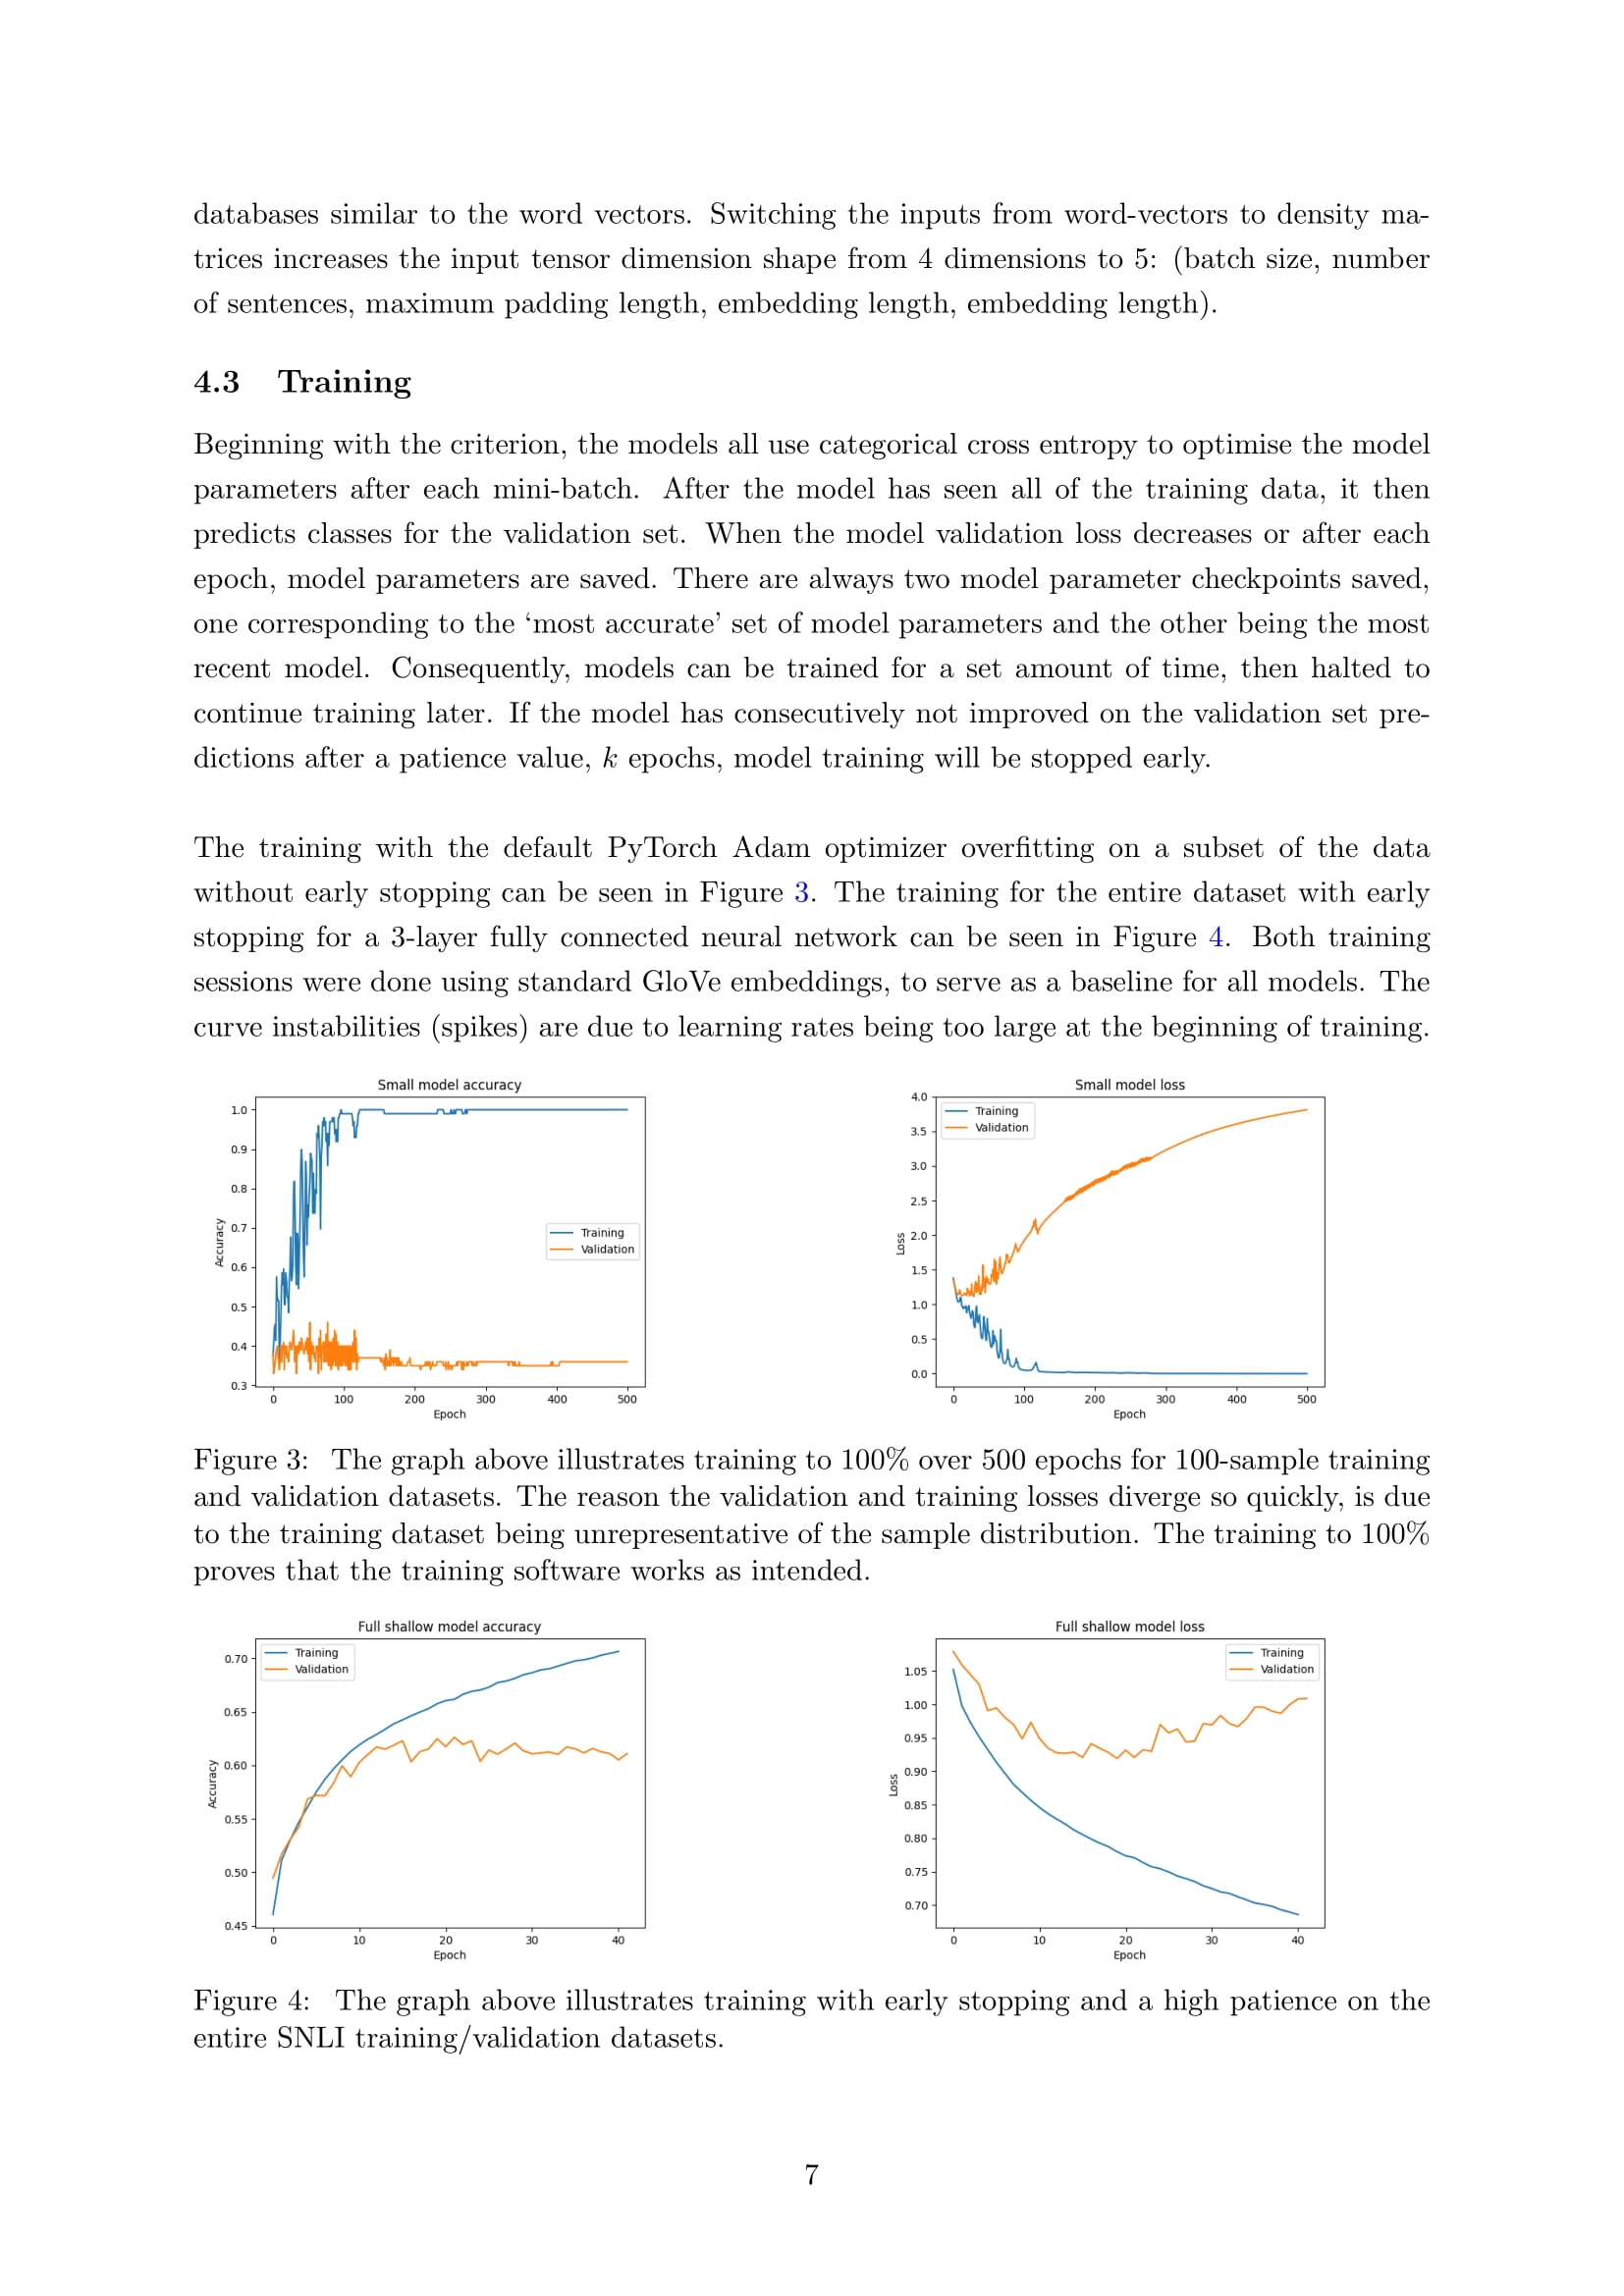 databases similar to the word vectors. Switching the inputs from word-vectors to density ma-
trices increases the input tensor dimension shape from 4 dimensions to 5: (batch size, number
of sentences, maximum padding length, embedding length, embedding length).
4.3 Training
Beginning with the criterion, the models all use categorical cross entropy to optimise the model
parameters after each mini-batch. After the model has seen all of the training data, it then
predicts classes for the validation set. When the model validation loss decreases or after each
epoch, model parameters are saved. There are always two model parameter checkpoints saved,
one corresponding to the ‘most accurate’ set of model parameters and the other being the most
recent model. Consequently, models can be trained for a set amount of time, then halted to
continue training later. If the model has consecutively not improved on the validation set pre-
dictions after a patience value, k epochs, model training will be stopped early.
The training with the default PyTorch Adam optimizer overfitting on a subset of the data
without early stopping can be seen in Figure 3. The training for the entire dataset with early
stopping for a 3-layer fully connected neural network can be seen in Figure 4. Both training
sessions were done using standard GloVe embeddings, to serve as a baseline for all models. The
curve instabilities (spikes) are due to learning rates being too large at the beginning of training.
Small model accuracy
1.0
0.9
0.8
0.7
0.6
0.5
0.4
0.3
Accuracy
Training
Validation
0 100 200 300 400 500
Epoch
Small model loss
4.0
3.5
3.0
2.5
2.0
1.5
1.0
0.5
0.0
Loss
Training
Validation
0 100 200 300 400 500
Epoch
Figure 3: The graph above illustrates training to 100% over 500 epochs for 100-sample training
and validation datasets. The reason the validation and training losses diverge so quickly, is due
to the training dataset being unrepresentative of the sample distribution. The training to 100%
proves that the training software works as intended.
Full shallow model accuracy
0.70
0.65
0.60
0.55
0.50
0.45
Accuracy
Training
Validation
0 10 20 30 40
Epoch
Full shallow model loss
1.05
1.00
0.95
0.90
0.85
0.80
0.75
0.70
Loss
Training
Validation
0 10 20 30 40
Epoch
Figure 4: The graph above illustrates training with early stopping and a high patience on the
entire SNLI training/validation datasets.
7